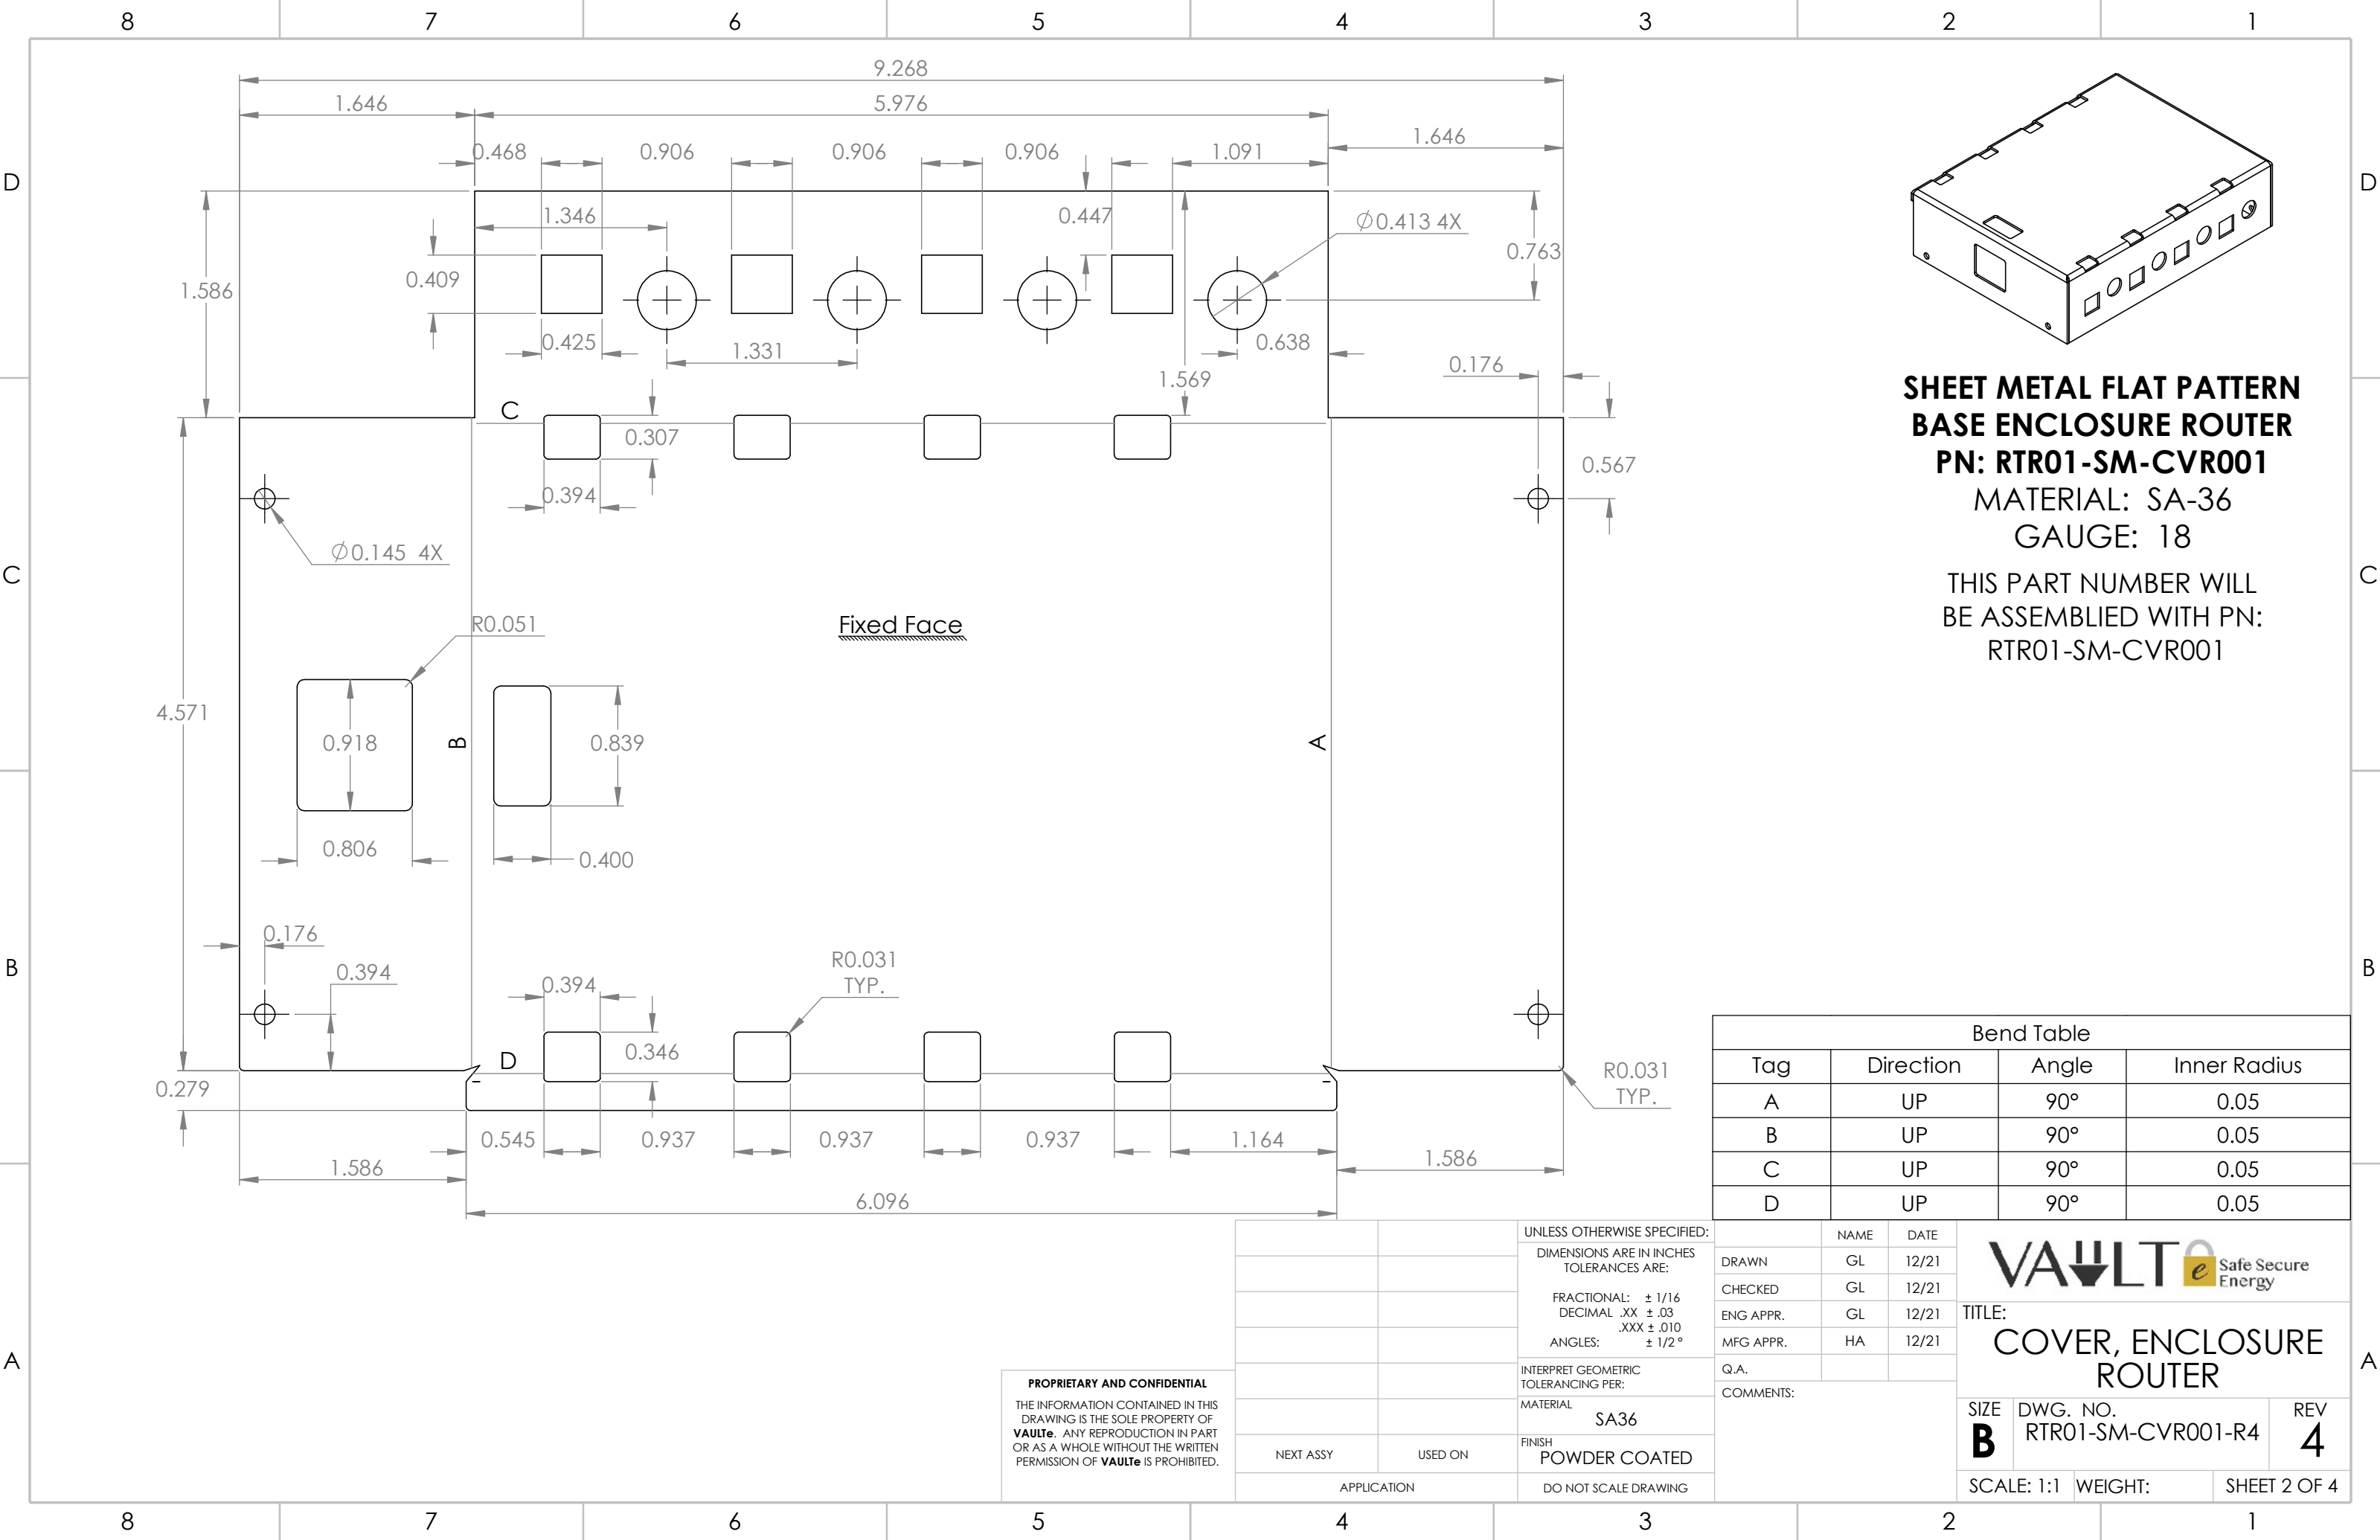 8 7 6 5 4 3 2 1
9.268
1.646 5.976
1.646
0.468 0.906 0.906 0.906 1.091
D D
1.346 0.447 ∅0.413 4X
0.763
0.409
1.586
0.425 1.331 0.638
1.569 0.176
C
0.307
0.567
0.394
∅0.145 4X
SHEET METAL FLAT PATTERN
BASE ENCLOSURE ROUTER
PN: RTR01-SM-CVR001
MATERIAL: SA-36
GAUGE: 18
THIS PART NUMBER WILL
BE ASSEMBLIED WITH PN:
RTR01-SM-CVR001
C C
R0.051
Fixed Face
4.571
0.918 B 0.839 A
0.806
0.400
0.176
0.394
B B
R0.031
TYP.
0.394
D
0.346
0.279
R0.031
TYP.
0.545 0.937 0.937 0.937 1.164
1.586 1.586
6.096
Bend Table
Tag Direction Angle Inner Radius
A UP 90° 0.05
B UP 90° 0.05
C UP 90° 0.05
D UP 90° 0.05
A A
PROPRIETARY AND CONFIDENTIAL
THE INFORMATION CONTAINED IN THIS
DRAWING IS THE SOLE PROPERTY OF
VAULTe. ANY REPRODUCTION IN PART
OR AS A WHOLE WITHOUT THE WRITTEN
PERMISSION OF VAULTe IS PROHIBITED.
NEXT ASSY USED ON
APPLICATION
UNLESS OTHERWISE SPECIFIED:
DIMENSIONS ARE IN INCHES
TOLERANCES ARE:
FRACTIONAL: ± 1/16
DECIMAL .XX ± .03
.XXX ± .010
ANGLES: ± 1/2 °
INTERPRET GEOMETRIC
TOLERANCING PER:
MATERIAL
SA36
FINISH
POWDER COATED
DO NOT SCALE DRAWING
NAME DATE
DRAWN GL 12/21
CHECKED GL 12/21
ENG APPR. GL 12/21
MFG APPR. HA 12/21
Q.A.
COMMENTS:
VAULT e Safe Secure
Energy
TITLE:
COVER, ENCLOSURE
ROUTER
SIZE DWG. NO. REV
B RTR01-SM-CVR001-R4 4
SCALE: 1:1 WEIGHT: SHEET 2 OF 4
8 7 6 5 4 3 2 1